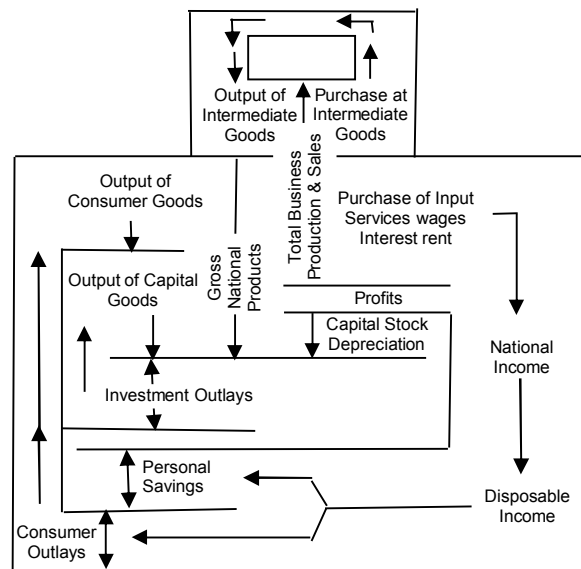 Output of
Intermediate
Goods
Purchase at
Intermediate
Goods
Output of
Consumer Goods
Total Business
Production & Sales
Purchase of Input
Services wages
Interest rent
Output of Capital
Goods
Gross
National
Products
Profits
Capital Stock
Depreciation
National
Income
Investment Outlays
Personal
Savings
Disposable
Income
Consumer
Outlays